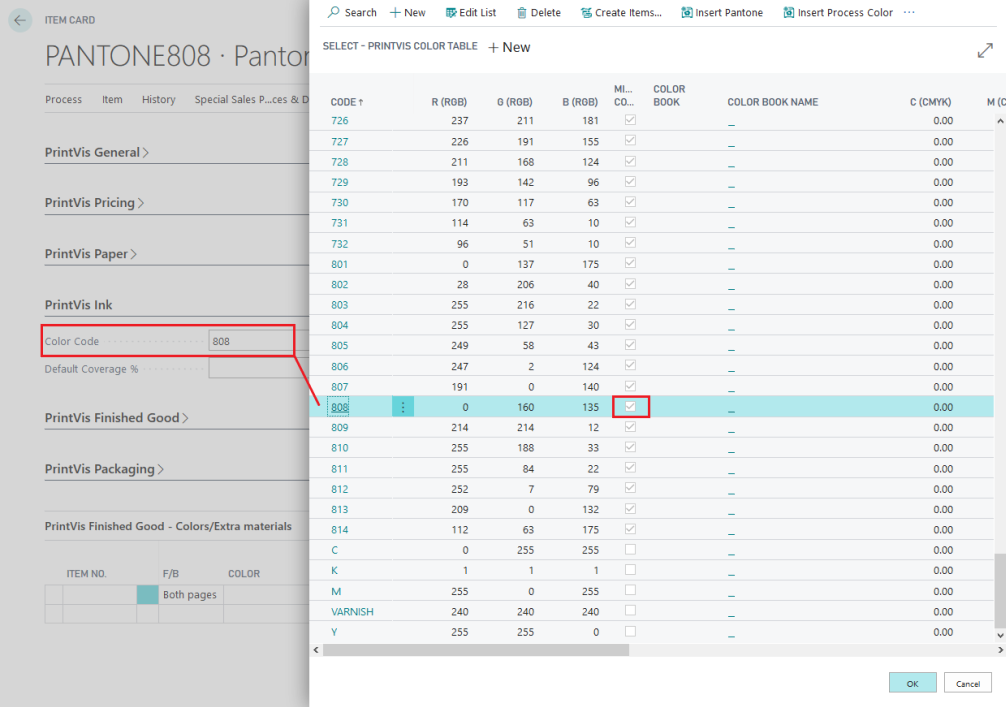 ITEM CARD
PANTONE808 · Panton
Process Item History Special Sales P...ces & D
PrintVis General
PrintVis Pricing
PrintVis Paper
PrintVis Ink
Color Code 808
Default Coverage %
PrintVis Finished Good
PrintVis Packaging
PrintVis Finished Good - Colors/Extra materials
ITEM NO. F/B COLOR
Both pages
Search New Edit List Delete Create Items... Insert Pantone Insert Process Color ...
SELECT - PRINTVIS COLOR TABLE + New
CODE↑ R (RGB) G (RGB) B (RGB) MI... CO... COLOR BOOK COLOR BOOK NAME C (CMYK) M (C
726 237 211 181 _ 0.00
727 226 191 155 _ 0.00
728 211 168 124 _ 0.00
729 193 142 96 _ 0.00
730 170 117 63 _ 0.00
731 114 63 10 _ 0.00
732 96 51 10 _ 0.00
801 0 137 175 _ 0.00
802 28 206 40 _ 0.00
803 255 216 22 _ 0.00
804 255 127 30 _ 0.00
805 249 58 43 _ 0.00
806 247 2 124 _ 0.00
807 191 0 140 _ 0.00
808 0 160 135 _ 0.00
809 214 214 12 _ 0.00
810 255 188 33 _ 0.00
811 255 84 22 _ 0.00
812 252 7 79 _ 0.00
813 209 0 132 _ 0.00
814 112 63 175 _ 0.00
C 0 255 255 _ 0.00
K 1 1 1 _ 0.00
M 255 0 255 _ 0.00
VARNISH 240 240 240 _ 0.00
Y 255 255 0 _ 0.00
OK Cancel